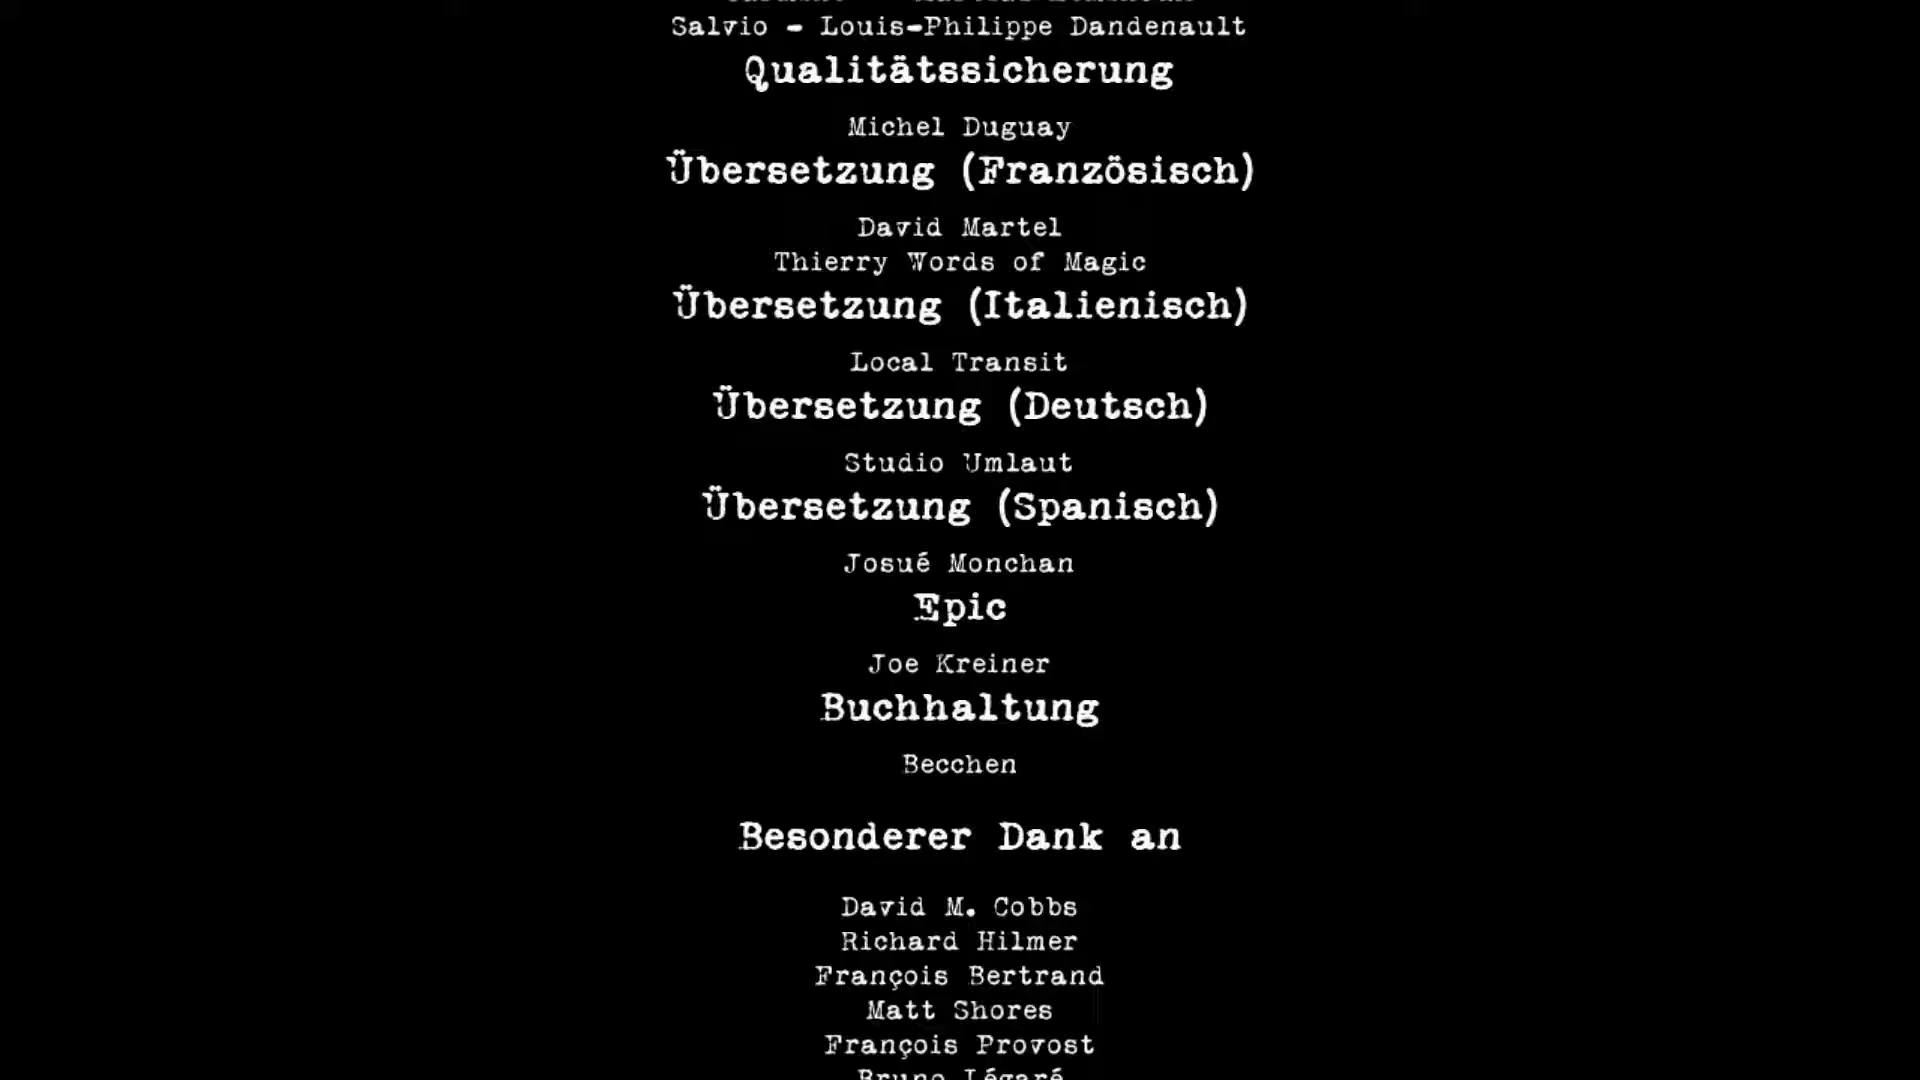 Salvio - Louis-Philippe Dandenault
Qualitätssicherung
Michel Duguay
Übersetzung (Französisch)
David Martel
Thierry Words of Magic
Übersetzung (Italienisch)
Local Transit
Übersetzung (Deutsch)
Studio Umlaut
Übersetzung (Spanisch)
Josué Monchan
Epic
Joe Kreiner
Buchhaltung
Becchen
Besonderer Dank an
David M. Cobbs
Richard Hilmer
François Bertrand
Matt Shores
François Provost
Bruno Légaré